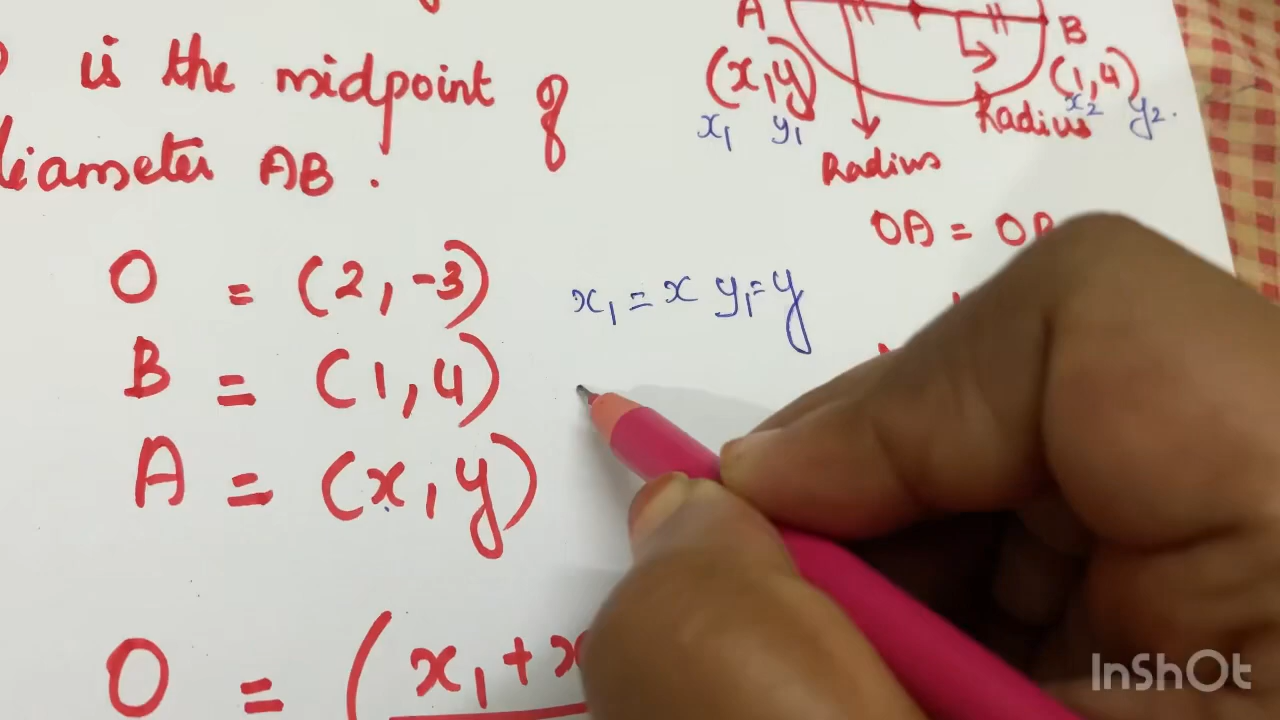 A B
(x,y) (1,4)
x₁ y₁ x₂ y₂.
Radius
Radius
is the midpoint of
diameter AB.
OA = OB
O = (2,-3)
x₁ = x y₁=y
B = (1,4)
A = (x,y)
O = (x₁+x
InShOt